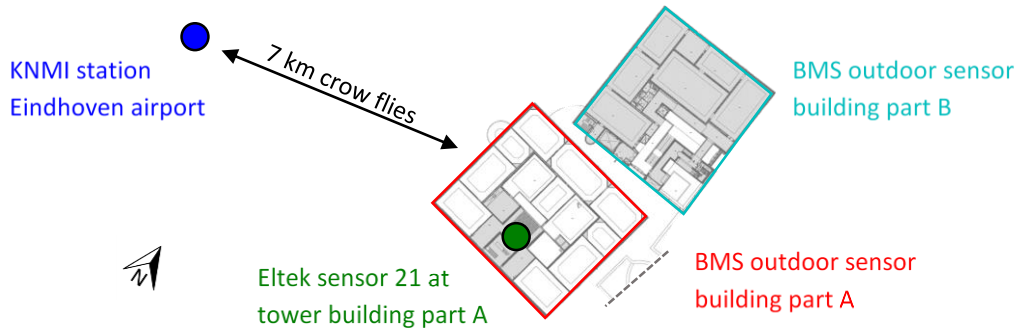 KNMI station
Eindhoven airport
7 km crow flies
BMS outdoor sensor
building part B
N
Eltek sensor 21 at
tower building part A
BMS outdoor sensor
building part A